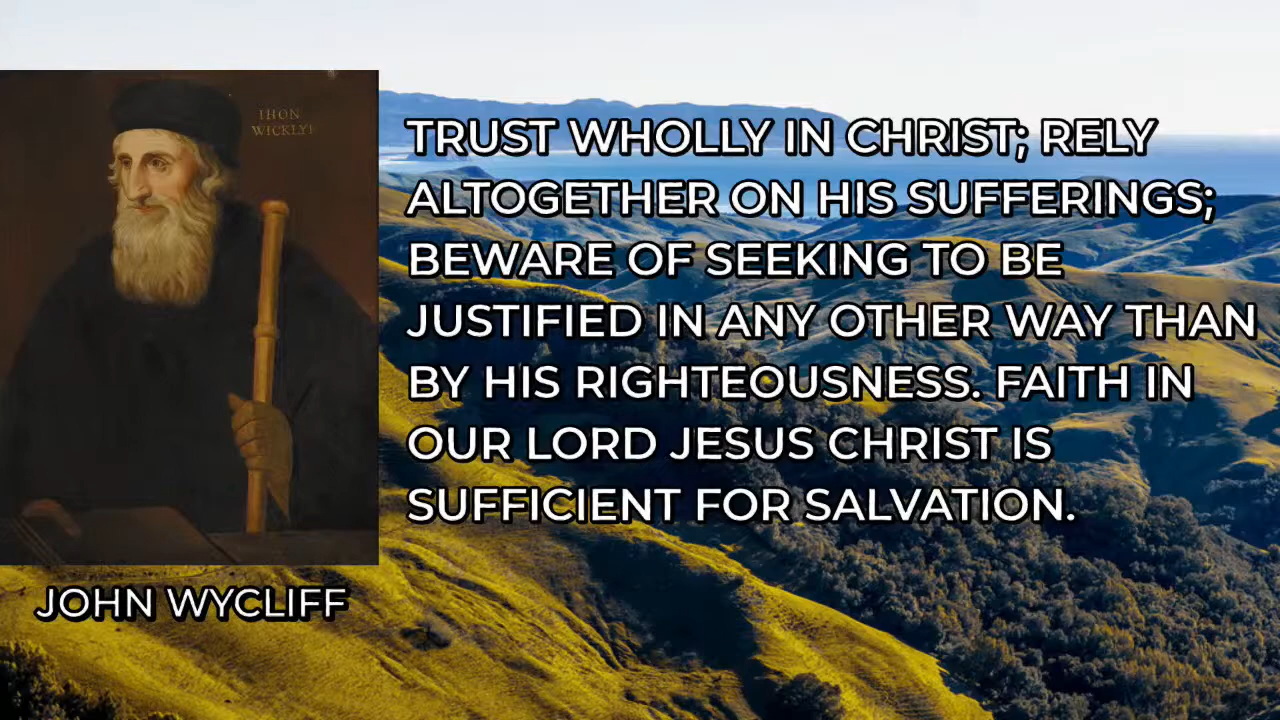 IHON
WICKLYF
TRUST WHOLLY IN CHRIST; RELY
ALTOGETHER ON HIS SUFFERINGS;
BEWARE OF SEEKING TO BE
JUSTIFIED IN ANY OTHER WAY THAN
BY HIS RIGHTEOUSNESS. FAITH IN
OUR LORD JESUS CHRIST IS
SUFFICIENT FOR SALVATION.
JOHN WYCLIFF